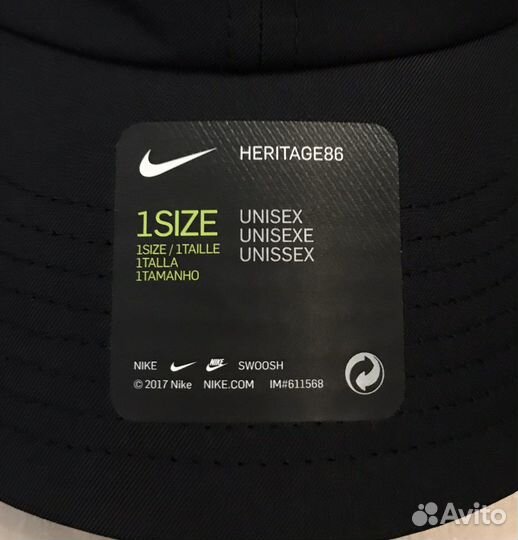 HERITAGE86
1SIZE
1SIZE / 1TAILLE
1TALLA
1TAMANHO
UNISEX
UNISEXE
UNISSEX
NIKE NIKE SWOOSH
© 2017 Nike NIKE.COM IM#611568
Avito